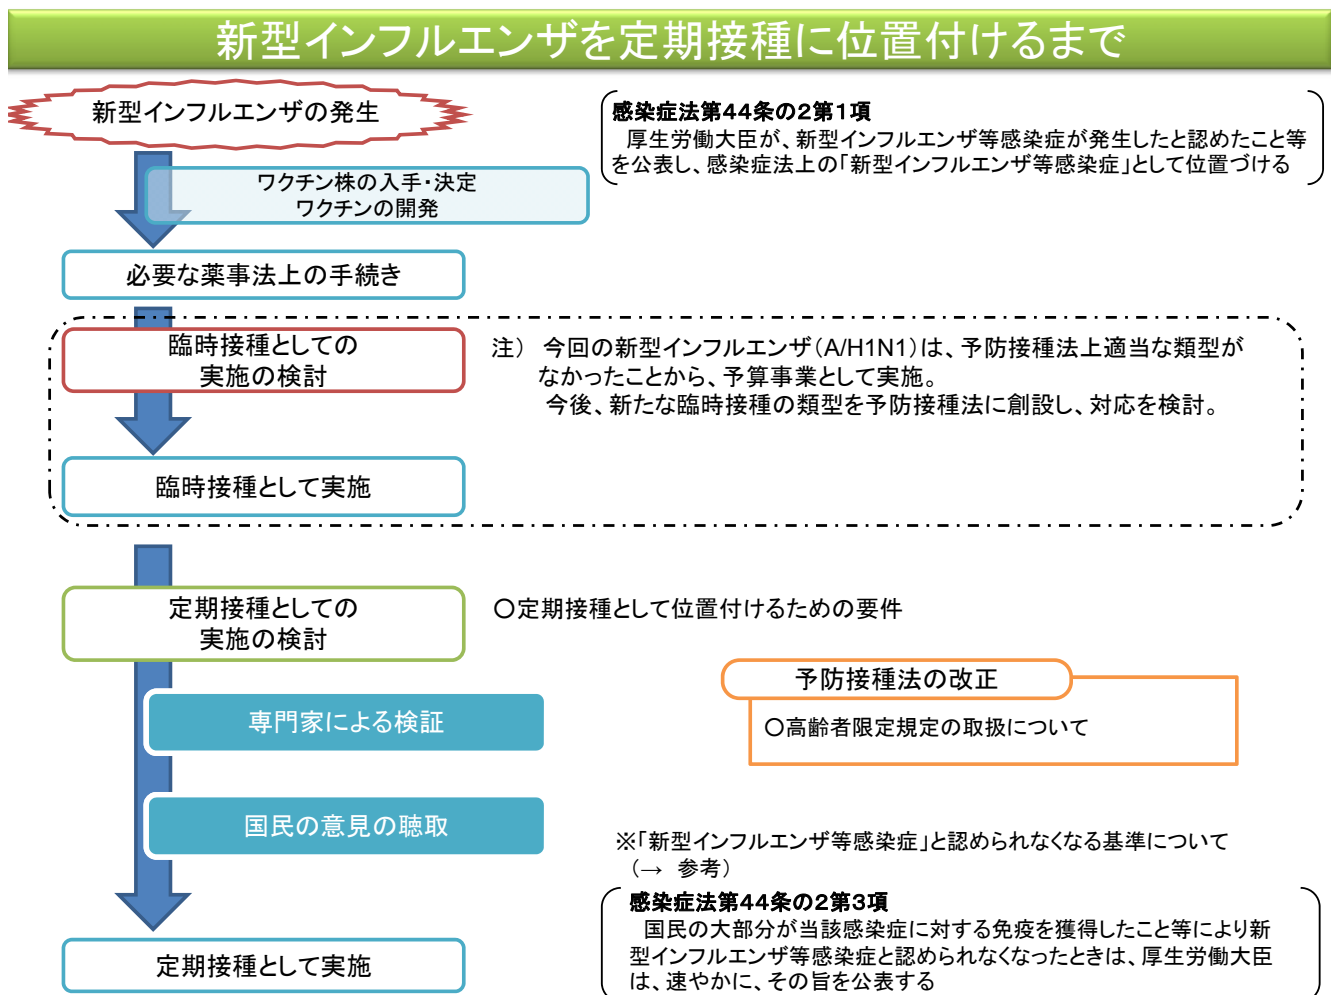 新型インフルエンザを定期接種に位置付けるまで
新型インフルエンザの発生
感染症法第44条の2第1項
厚生労働大臣が、新型インフルエンザ等感染症が発生したと認めたこと等
を公表し、感染症法上の「新型インフルエンザ等感染症」として位置づける
ワクチン株の入手・決定
ワクチンの開発
必要な薬事法上の手続き
臨時接種としての
実施の検討
注） 今回の新型インフルエンザ（A/H1N1）は、予防接種法上適当な類型が
なかったことから、予算事業として実施。
今後、新たな臨時接種の類型を予防接種法に創設し、対応を検討。
臨時接種として実施
定期接種としての
実施の検討
○定期接種として位置付けるための要件
予防接種法の改正
○高齢者限定規定の取扱について
専門家による検証
国民の意見の聴取
※「新型インフルエンザ等感染症」と認められなくなる基準について
（→ 参考）
感染症法第44条の2第3項
国民の大部分が当該感染症に対する免疫を獲得したこと等により新
型インフルエンザ等感染症と認められなくなったときは、厚生労働大臣
は、速やかに、その旨を公表する
定期接種として実施